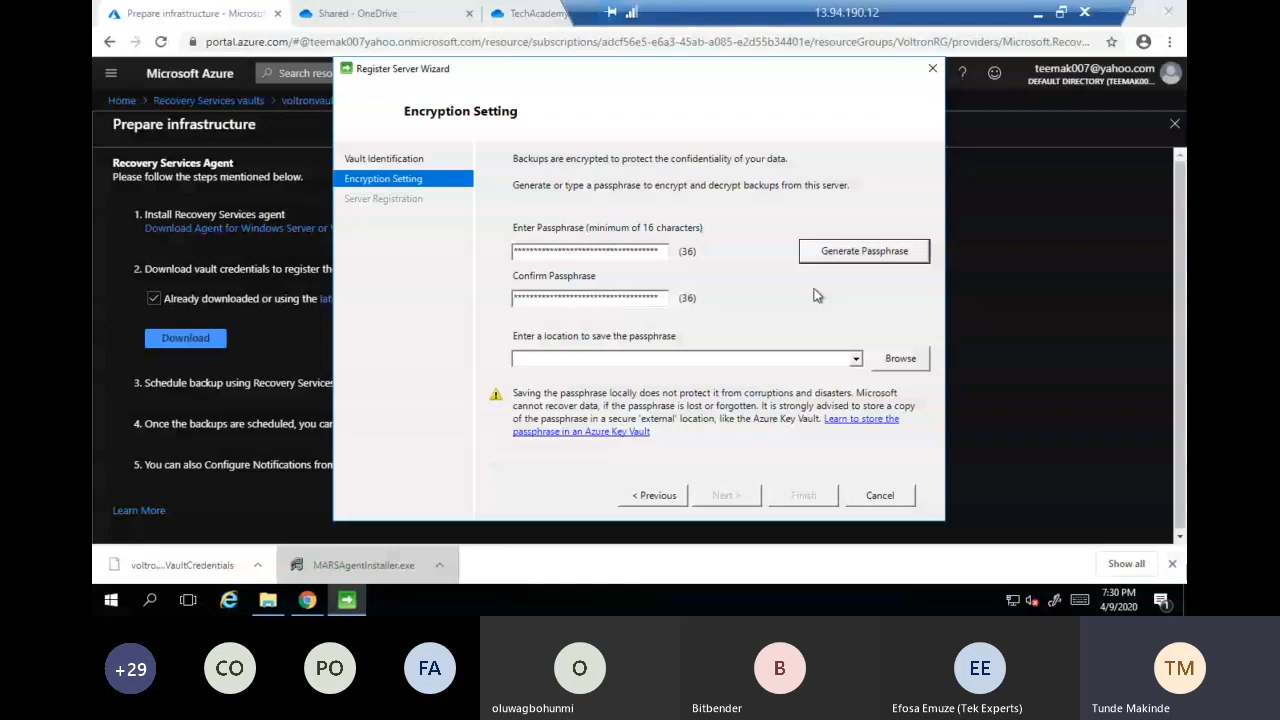 Prepare infrastructure - Microsof
Shared - OneDrive
TechAcademy
13.94.190.12
portal.azure.com/#@teemak007yahoo.onmicrosoft.com/resource/subscriptions/adcf56e5-e6a3-45ab-a085-e2d55b34401e/resourceGroups/VoltronRG/providers/Microsoft.Recov...
Microsoft Azure
Search reso
teemak007@yahoo.com
DEFAULT DIRECTORY (TEEMAK00...
Home
Recovery Services vaults
voltronvau
Prepare infrastructure
Recovery Services Agent
Please follow the steps mentioned below.
1. Install Recovery Services agent
Download Agent for Windows Server or
2. Download vault credentials to register the
Already downloaded or using the lat
Download
3. Schedule backup using Recovery Services
4. Once the backups are scheduled, you can
5. You can also Configure Notifications from
Learn More
Register Server Wizard
Encryption Setting
Vault Identification
Encryption Setting
Server Registration
Backups are encrypted to protect the confidentiality of your data.
Generate or type a passphrase to encrypt and decrypt backups from this server.
Enter Passphrase (minimum of 16 characters)
************************************ (36)
Generate Passphrase
Confirm Passphrase
************************************ (36)
Enter a location to save the passphrase
Browse
Saving the passphrase locally does not protect it from corruptions and disasters. Microsoft
cannot recover data, if the passphrase is lost or forgotten. It is strongly advised to store a copy
of the passphrase in a secure 'external' location, like the Azure Key Vault. Learn to store the
passphrase in an Azure Key Vault
< Previous
Next >
Finish
Cancel
voltro....VaultCredentials
MARSAgentInstaller.exe
Show all
7:30 PM
4/9/2020
1
+29
CO
PO
FA
O
oluwagbohunmi
B
Bitbender
EE
Efosa Emuze (Tek Experts)
TM
Tunde Makinde